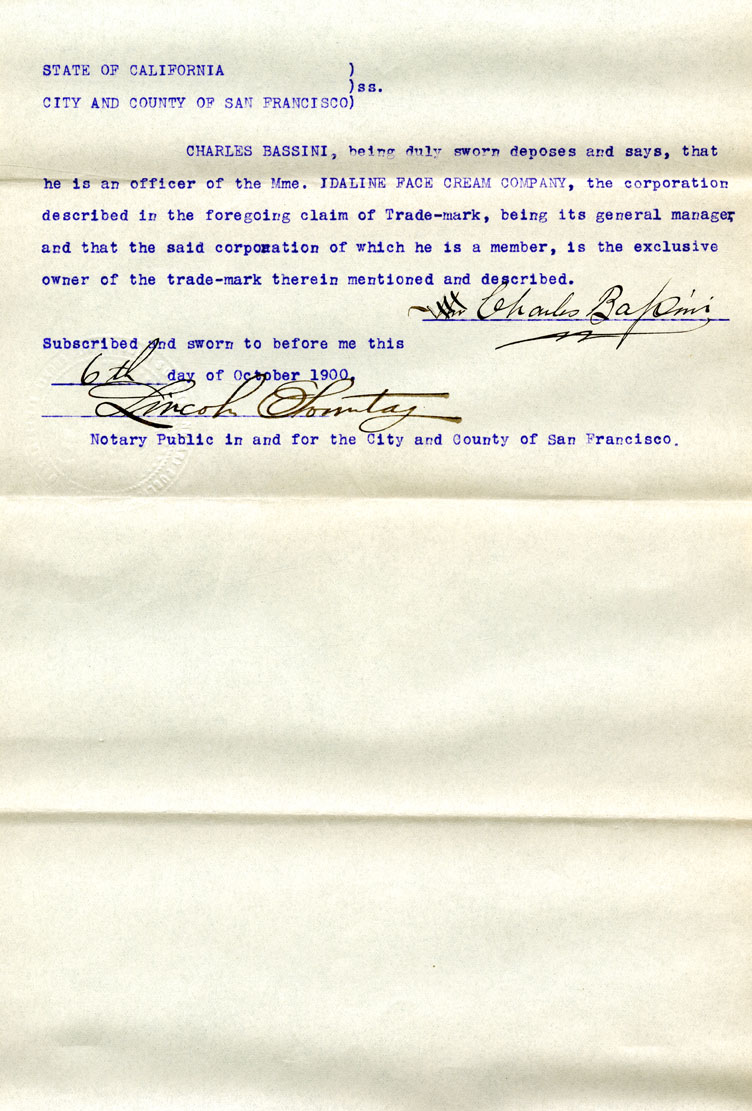 STATE OF CALIFORNIA )
)ss.
CITY AND COUNTY OF SAN FRANCISCO)
CHARLES BASSINI, being duly sworn deposes and says, that
he is an officer of the Mme. IDALINE FACE CREAM COMPANY, the corporation
described in the foregoing claim of Trade-mark, being its general manager,
and that the said corporation of which he is a member, is the exclusive
owner of the trade-mark therein mentioned and described.
Charles Bassini
Subscribed and sworn to before me this
6th day of October 1900.
Lincoln Sonntag
Notary Public in and for the City and County of San Francisco.